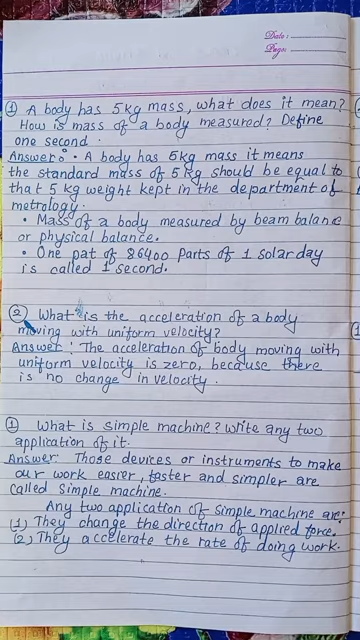 Date:
Page:
① A body has 5kg mass, what does it mean?
How is mass of a body measured? Define
one second.
Answer: • A body has 5kg mass it means
the standard mass of 5 kg should be equal to
that 5 kg weight kept in the department of
metrology.
• Mass of a body measured by beam balance
or physical balance.
• One pat of 86400 parts of 1 solar day
is called 1 second.
② What is the acceleration of a body
moving with uniform velocity?
Answer: The acceleration of body moving with
uniform velocity is zero, because there
is no change in velocity.
① What is simple machine? Write any two
application of it.
Answer: Those devices or instruments to make
our work easier, faster and simpler are
called Simple machine.
Any two application of simple machine are:
(1) They change the direction of applied force.
(2) They accelerate the rate of doing work.